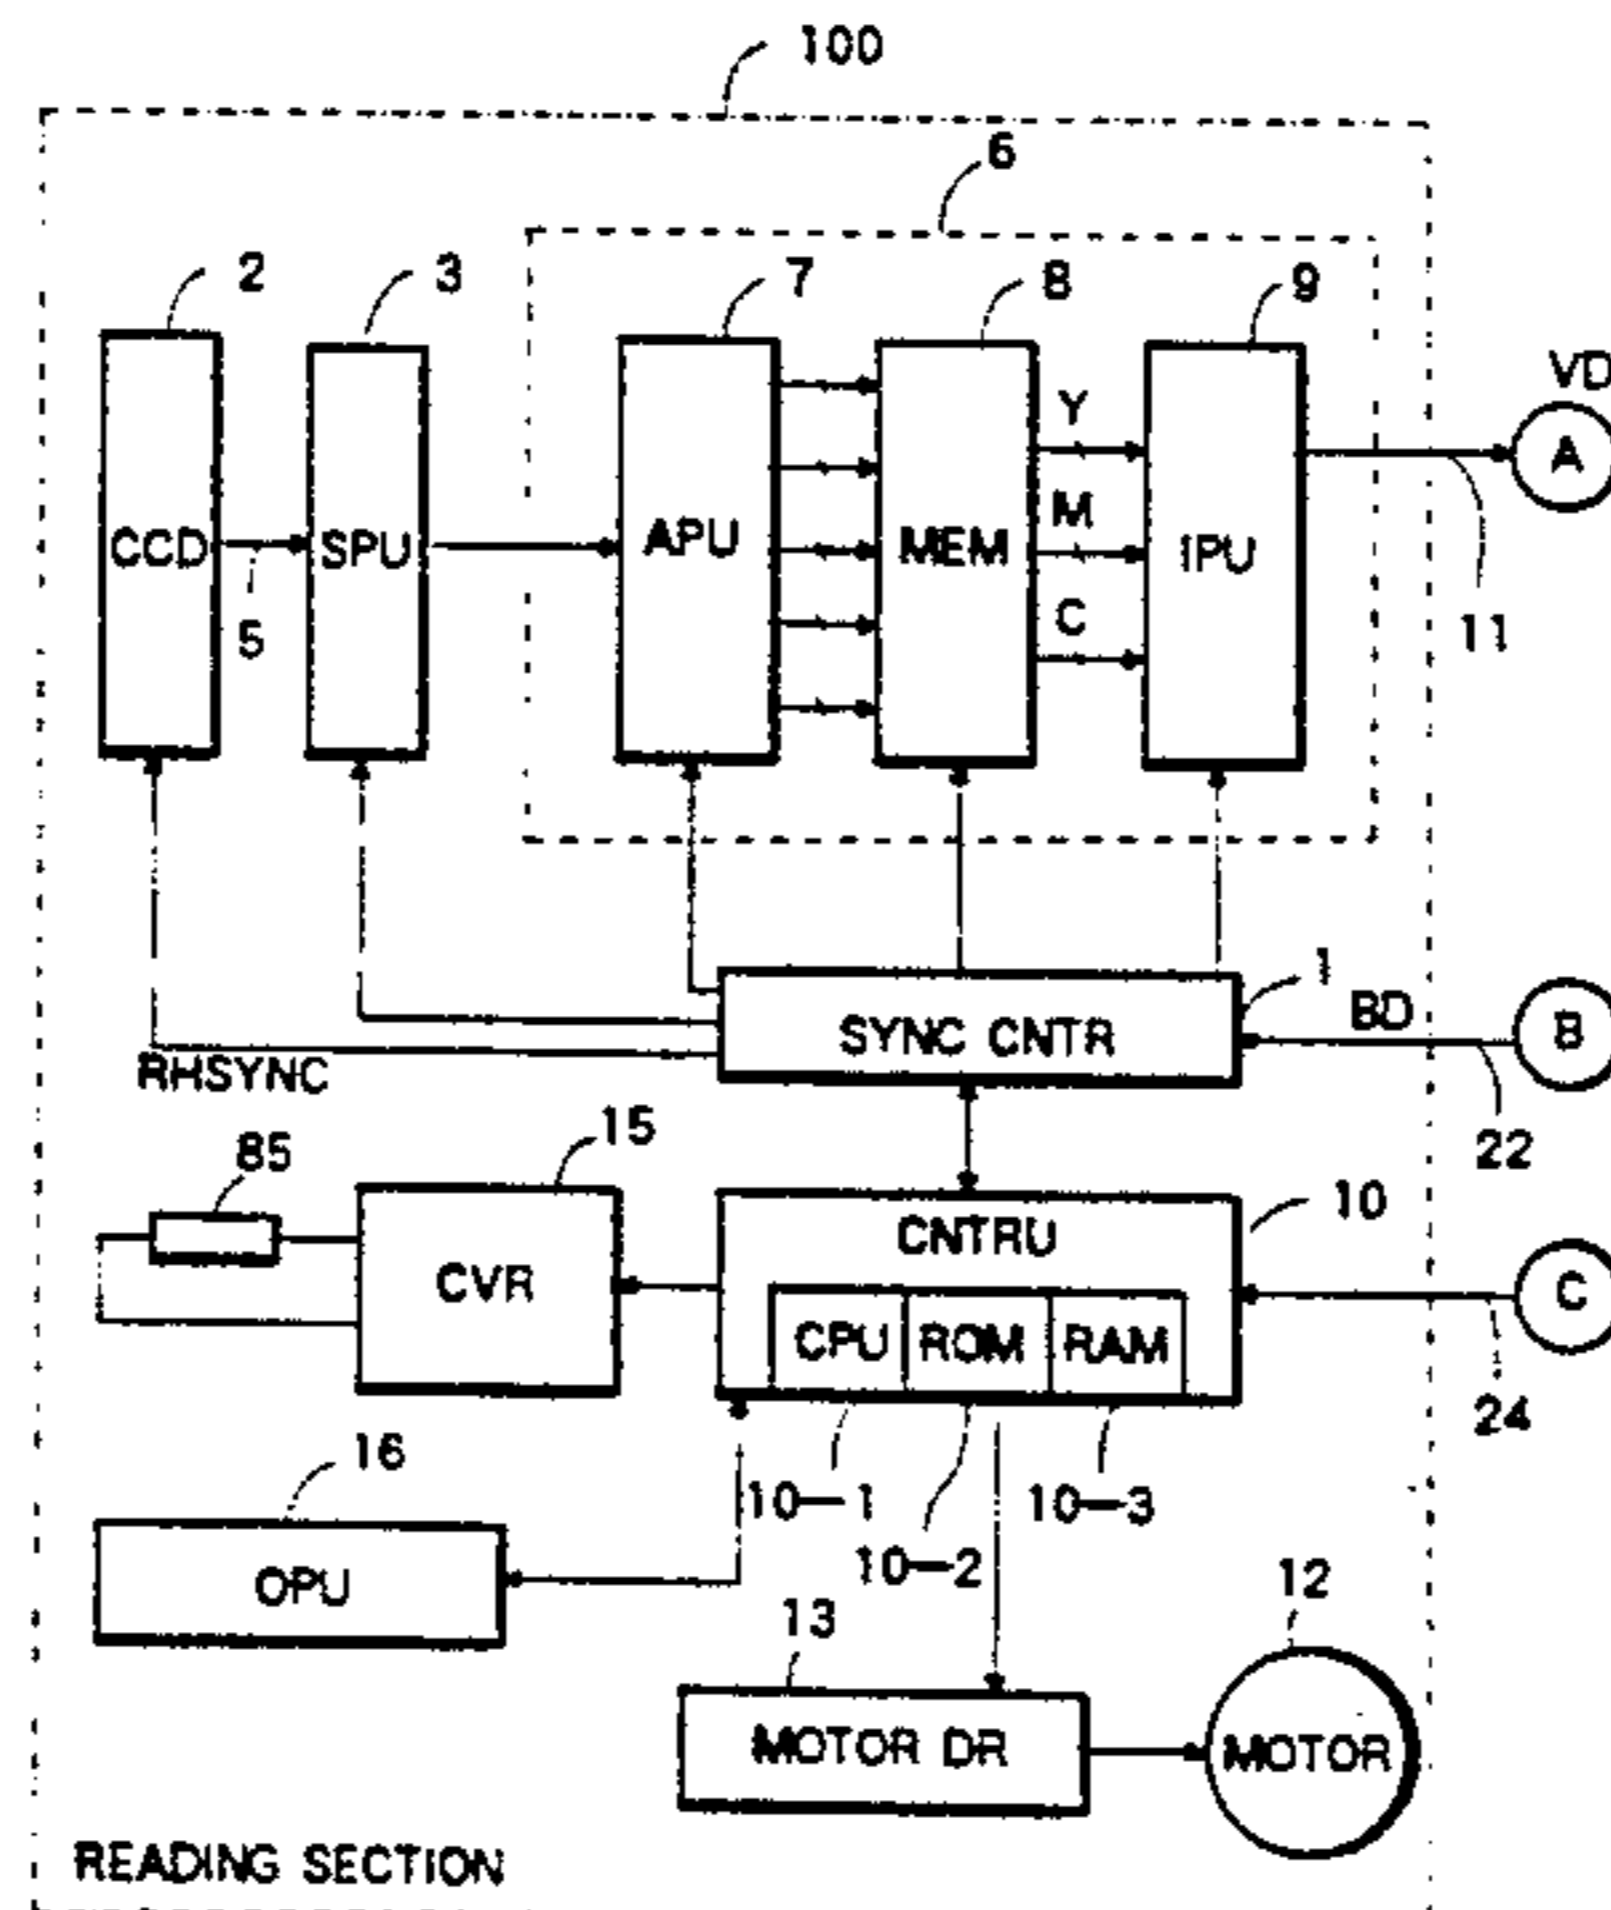 100
6
2
3
7
8
9
VD
Y
A
M
CCD
SPU
APU
MEM
IPU
C
5
11
1
BD
B
SYNC CNTR
RHSYNC
22
15
85
10
CNTRU
CVR
C
CPU ROM RAM
24
16
10-1
10-3
10-2
OPU
12
13
MOTOR DR
MOTOR
READING SECTION